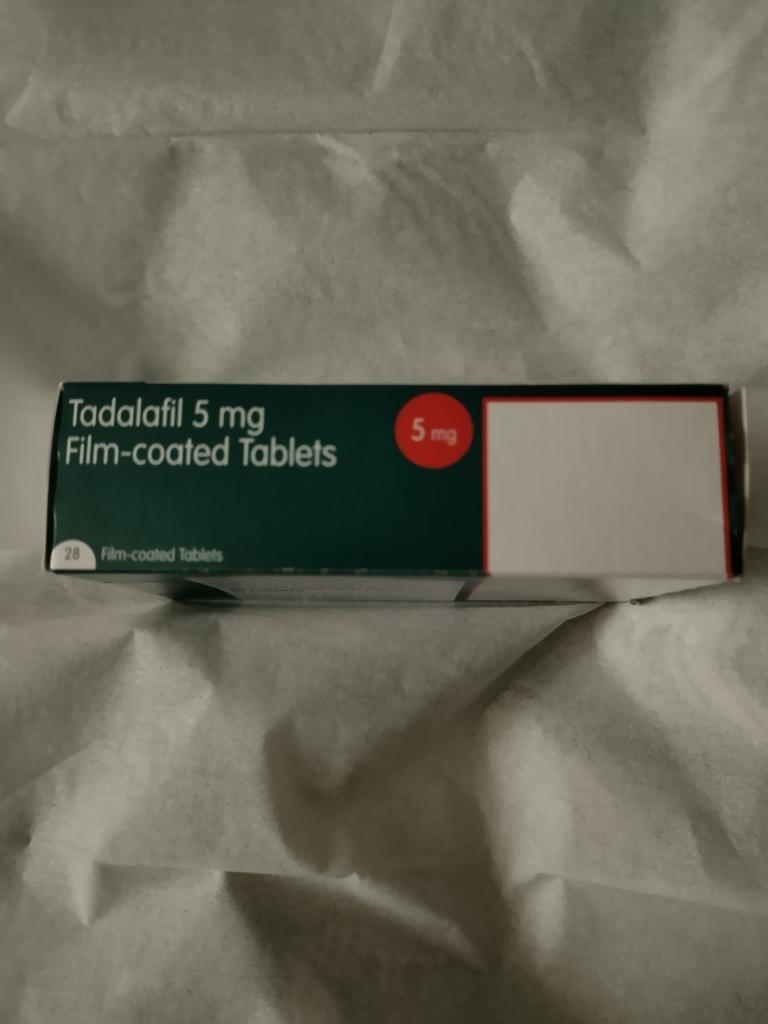 Tadalafil 5 mg
Film-coated Tablets
5 mg
28 Film-coated Tablets